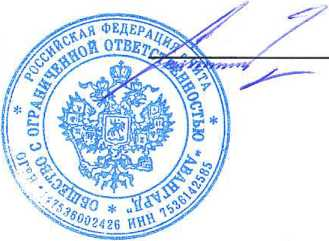 РОССИЙСКАЯ ФЕДЕРАЦИЯ
ОБЩЕСТВО С ОГРАНИЧЕННОЙ ОТВЕТСТВЕННОСТЬЮ "АВАНГАРД"
7536002426 ИНН 7536142585